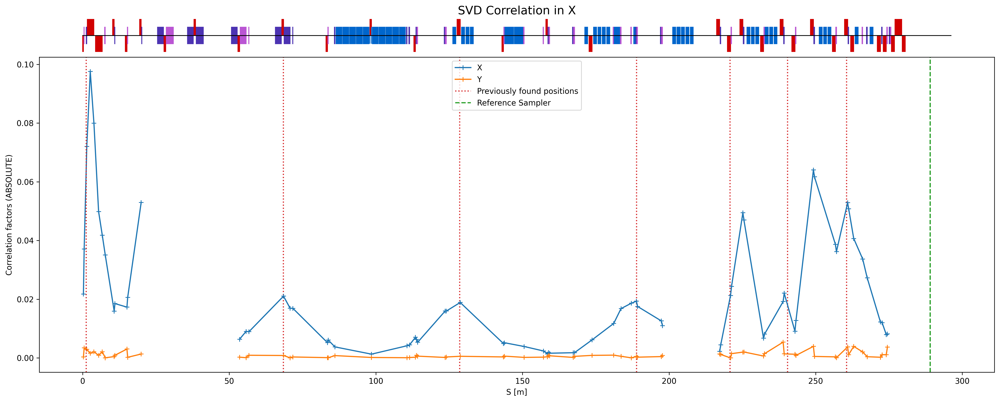 SVD Correlation in X
X
Y
Previously found positions
Reference Sampler
Correlation factors (ABSOLUTE)
0.10
0.08
0.06
0.04
0.02
0.00
0 50 100 150 200 250 300
S [m]